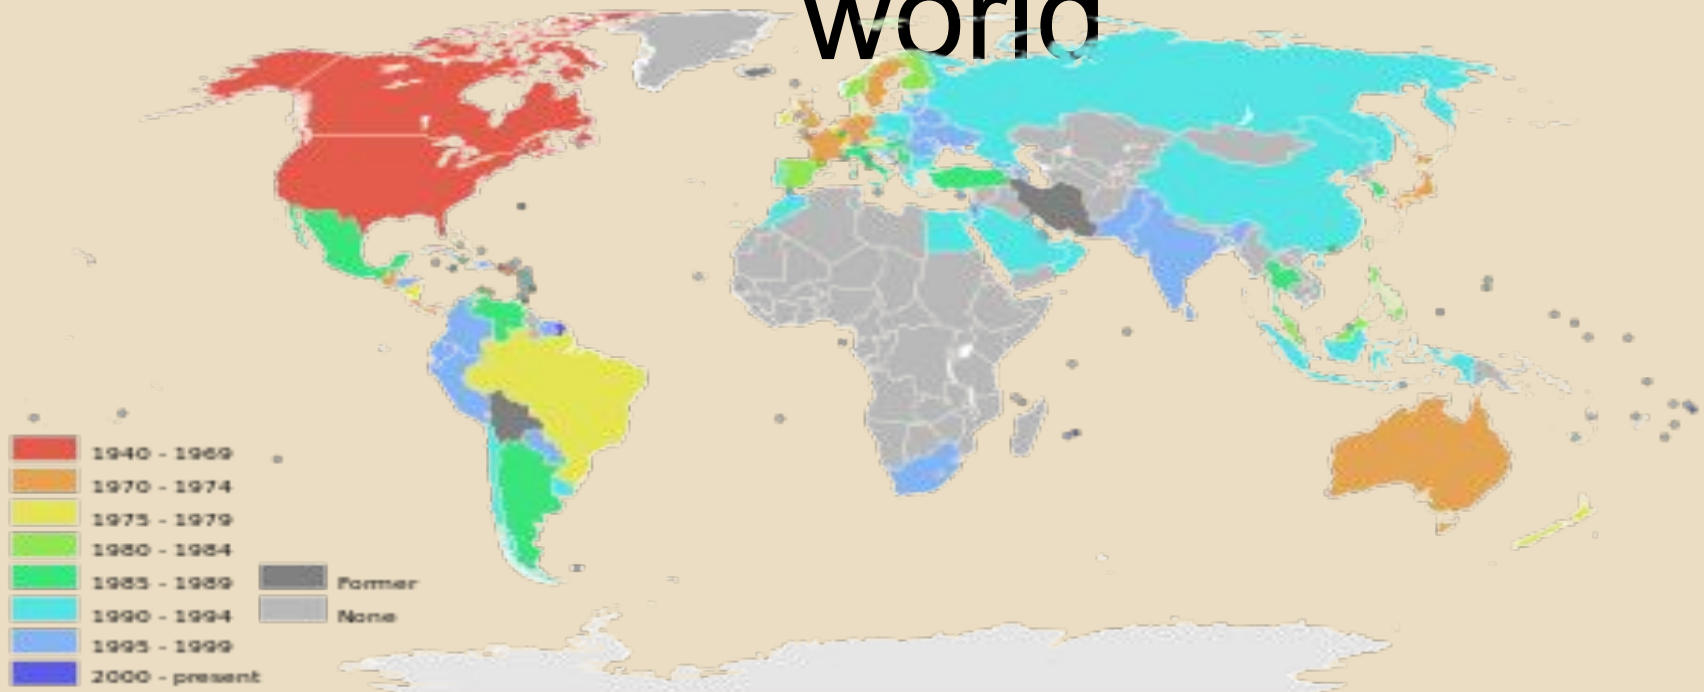 world
1940 - 1969
1970 - 1974
1975 - 1979
1980 - 1984
1985 - 1989
1990 - 1994
1995 - 1999
2000 - present
Former
None